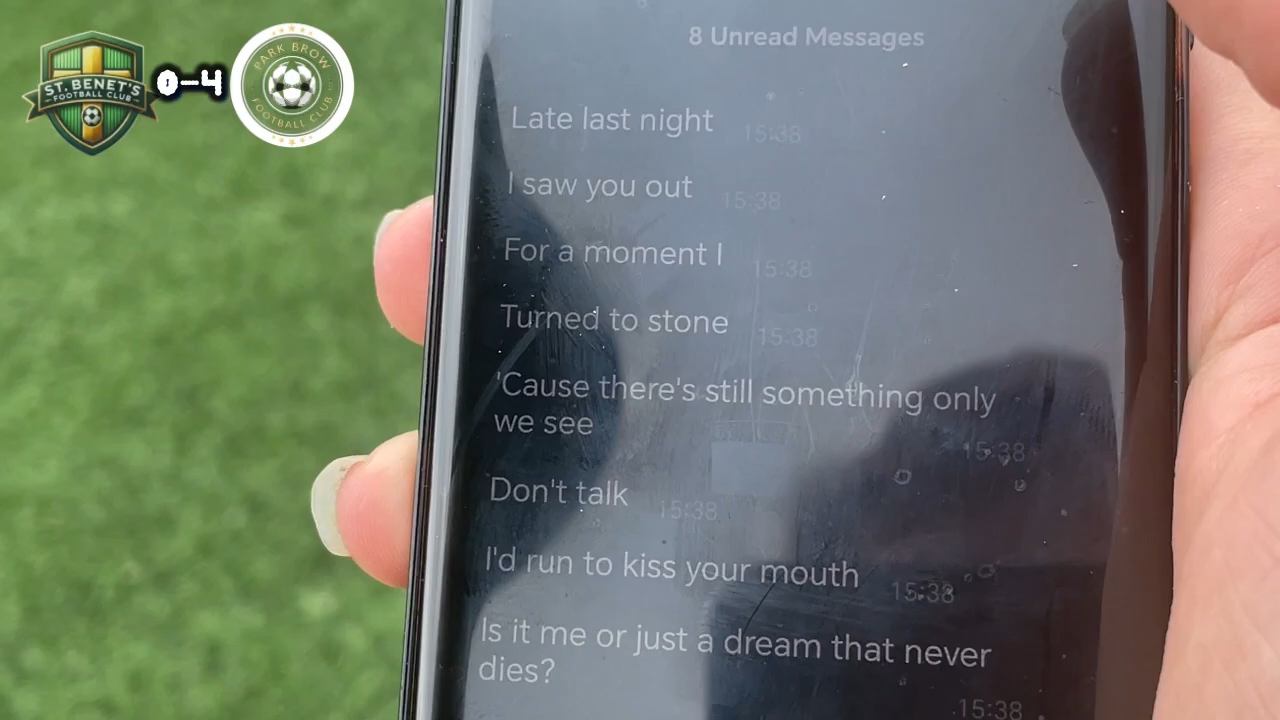 ST. BENET'S
FOOTBALL CLUB
0-4
PARK BROW
FOOTBALL CLUB
8 Unread Messages
Late last night
15:38
I saw you out
15:38
For a moment I
15:38
Turned to stone
15:38
'Cause there's still something only
we see
15:38
Don't talk
15:38
I'd run to kiss your mouth
15:38
Is it me or just a dream that never
dies?
15:38